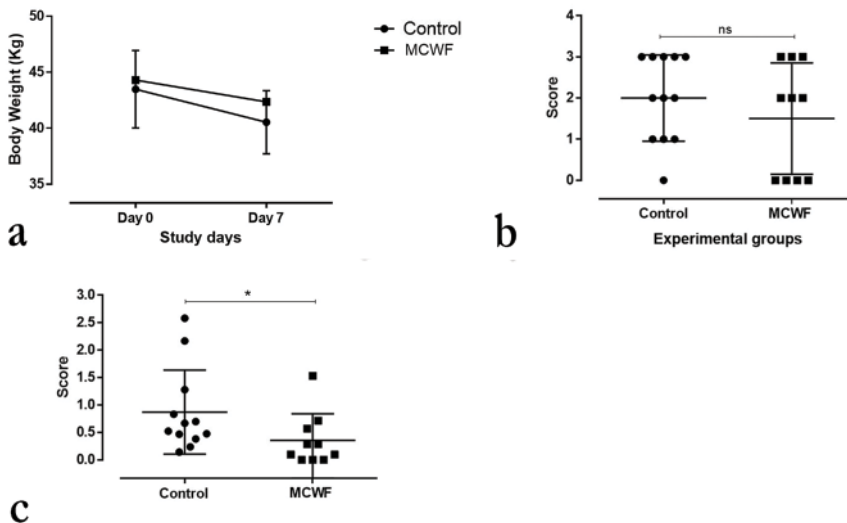 50
45
40
35
Body Weight (Kg)
Day 0 Day 7
Study days
Control
MCWF
a
4
3
2
1
0
Score
ns
Control MCWF
Experimental groups
b
3.0
2.5
2.0
1.5
1.0
0.5
0.0
Score
*
Control MCWF
c